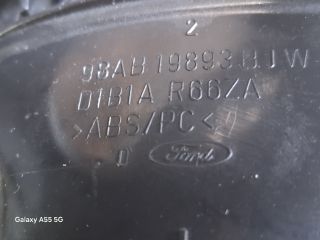 2
98AB 19893 BJW
D1B1A R66ZA
>ABS/PC<
Ford
Galaxy A55 5G